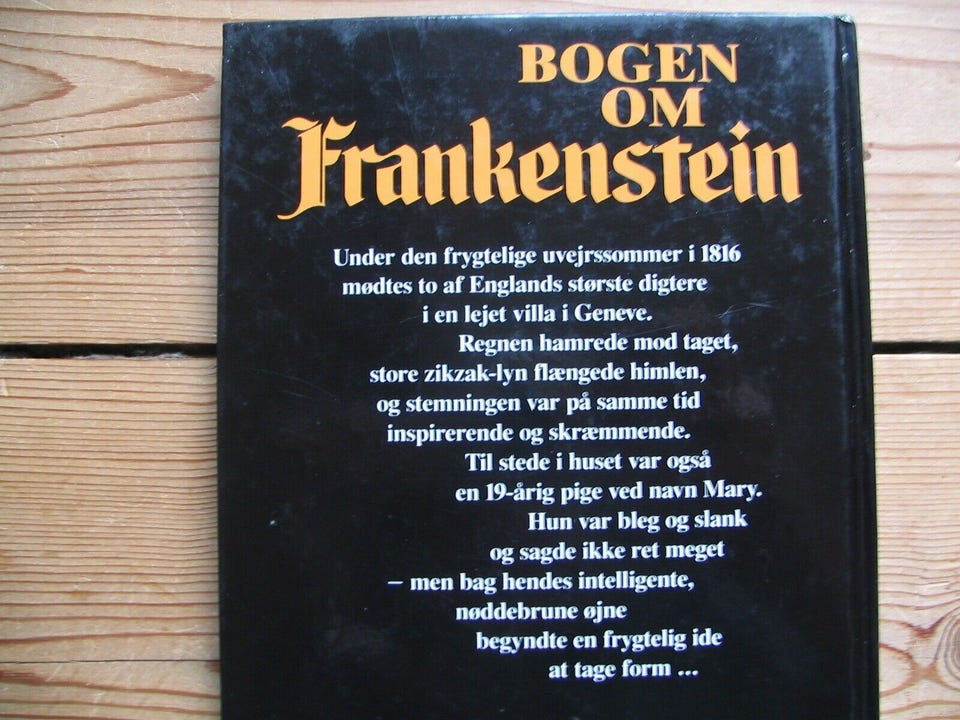 BOGEN
OM
Frankenstein
Under den frygtelige uvejrssommer i 1816
mødtes to af Englands største digtere
i en lejet villa i Geneve.
Regnen hamrede mod taget,
store zikzak-lyn flængede himlen,
og stemningen var på samme tid
inspirerende og skræmmende.
Til stede i huset var også
en 19-årig pige ved navn Mary.
Hun var bleg og slank
og sagde ikke ret meget
– men bag hendes intelligente,
nøddebrune øjne
begyndte en frygtelig ide
at tage form ...